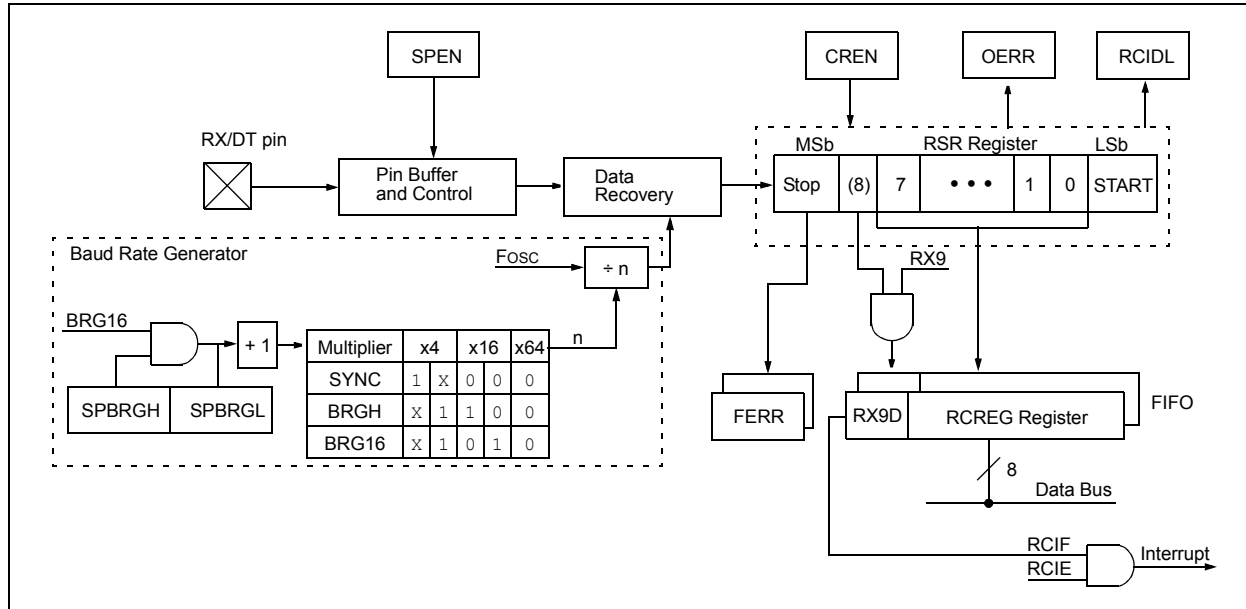 SPEN
CREN
OERR
RCIDL
RX/DT pin
MSb
RSR Register
LSb
Pin Buffer
and Control
Data
Recovery
Stop (8) 7 • • • 1 0 START
Baud Rate Generator
FOSC
÷ n
RX9
BRG16
+ 1
n
Multiplier x4 x16 x64
SYNC 1 X 0 0 0
BRGH X 1 1 0 0
BRG16 X 1 0 1 0
SPBRGH SPBRGL
FERR
RX9D RCREG Register
FIFO
8
Data Bus
RCIF
RCIE
Interrupt